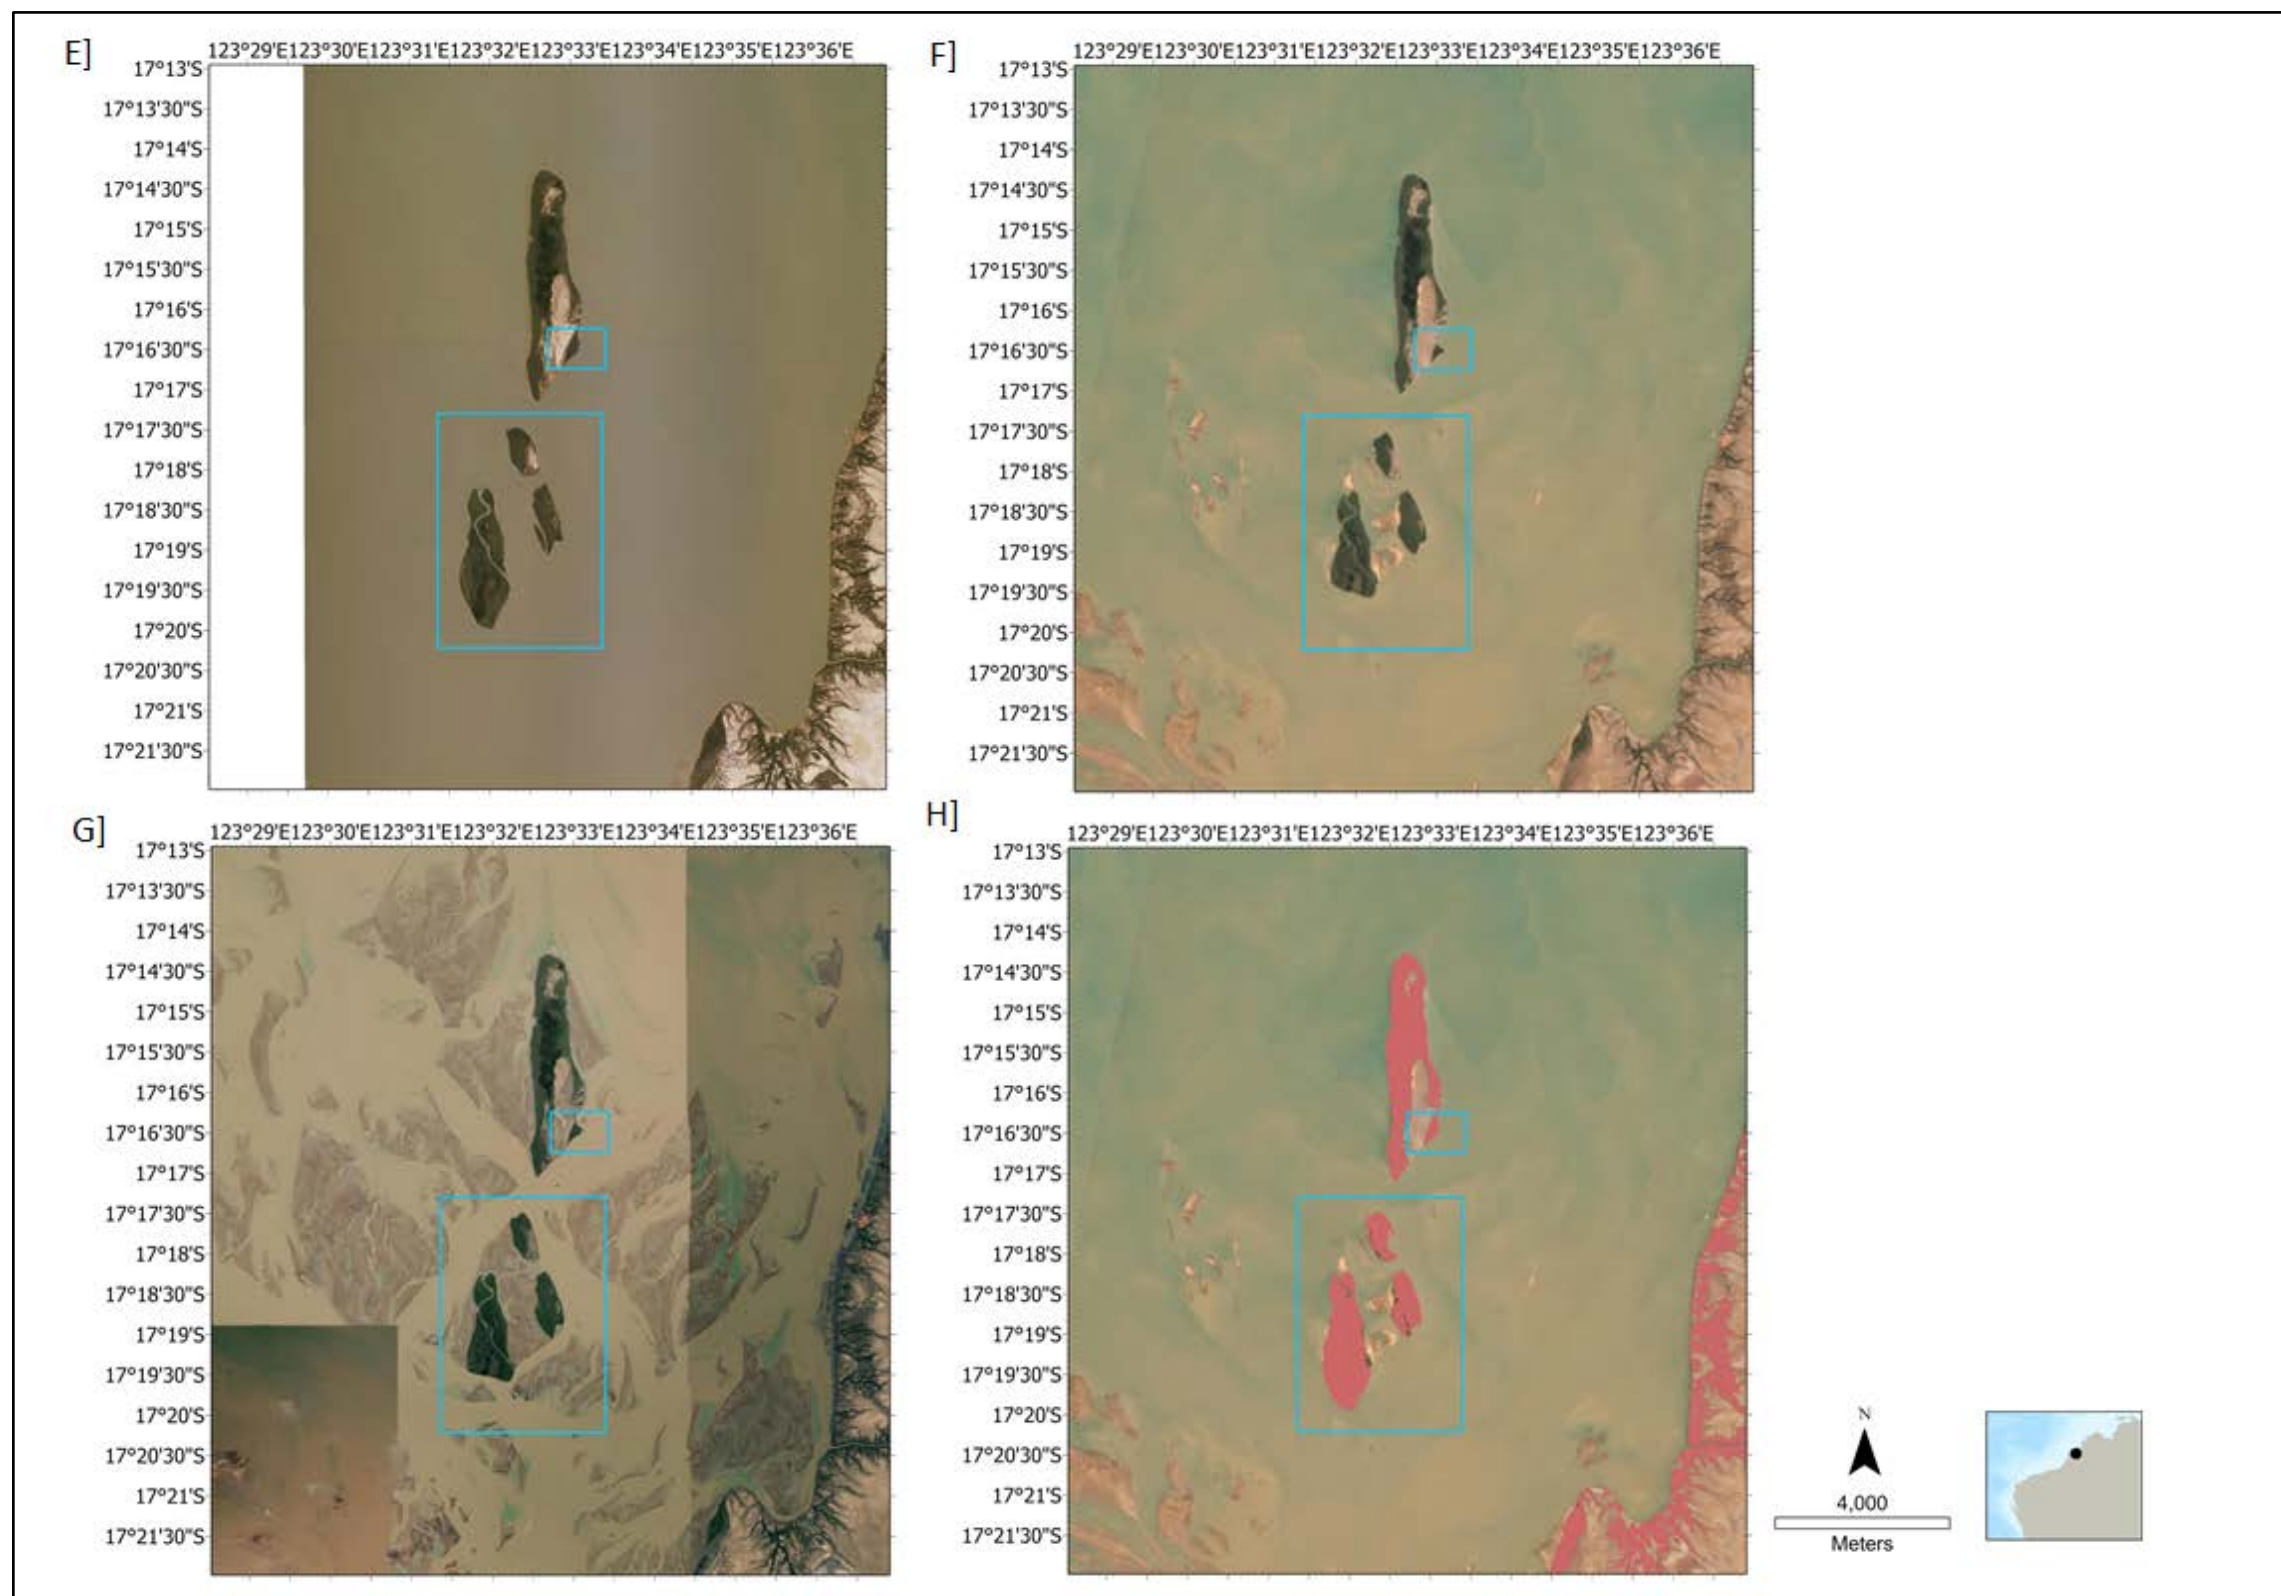 E]
123°29'E123°30'E123°31'E123°32'E123°33'E123°34'E123°35'E123°36'E
17°13'S
17°13'30"S
17°14'S
17°14'30"S
17°15'S
17°15'30"S
17°16'S
17°16'30"S
17°17'S
17°17'30"S
17°18'S
17°18'30"S
17°19'S
17°19'30"S
17°20'S
17°20'30"S
17°21'S
17°21'30"S
F]
123°29'E123°30'E123°31'E123°32'E123°33'E123°34'E123°35'E123°36'E
17°13'S
17°13'30"S
17°14'S
17°14'30"S
17°15'S
17°15'30"S
17°16'S
17°16'30"S
17°17'S
17°17'30"S
17°18'S
17°18'30"S
17°19'S
17°19'30"S
17°20'S
17°20'30"S
17°21'S
17°21'30"S
G]
123°29'E123°30'E123°31'E123°32'E123°33'E123°34'E123°35'E123°36'E
17°13'S
17°13'30"S
17°14'S
17°14'30"S
17°15'S
17°15'30"S
17°16'S
17°16'30"S
17°17'S
17°17'30"S
17°18'S
17°18'30"S
17°19'S
17°19'30"S
17°20'S
17°20'30"S
17°21'S
17°21'30"S
H]
123°29'E123°30'E123°31'E123°32'E123°33'E123°34'E123°35'E123°36'E
17°13'S
17°13'30"S
17°14'S
17°14'30"S
17°15'S
17°15'30"S
17°16'S
17°16'30"S
17°17'S
17°17'30"S
17°18'S
17°18'30"S
17°19'S
17°19'30"S
17°20'S
17°20'30"S
17°21'S
17°21'30"S
N
4,000
Meters